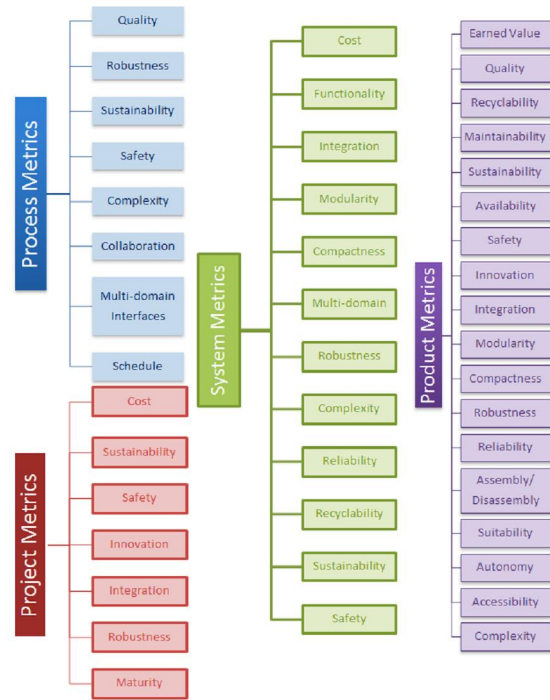 Process Metrics
Quality
Robustness
Sustainability
Safety
Complexity
Collaboration
Multi-domain
Interfaces
Schedule
Project Metrics
Cost
Sustainability
Safety
Innovation
Integration
Robustness
Maturity
System Metrics
Cost
Functionality
Integration
Modularity
Compactness
Multi-domain
Robustness
Complexity
Reliability
Recyclability
Sustainability
Safety
Product Metrics
Earned Value
Quality
Recyclability
Maintainability
Sustainability
Availability
Safety
Innovation
Integration
Modularity
Compactness
Robustness
Reliability
Assembly/
Disassembly
Suitability
Autonomy
Accessibility
Complexity